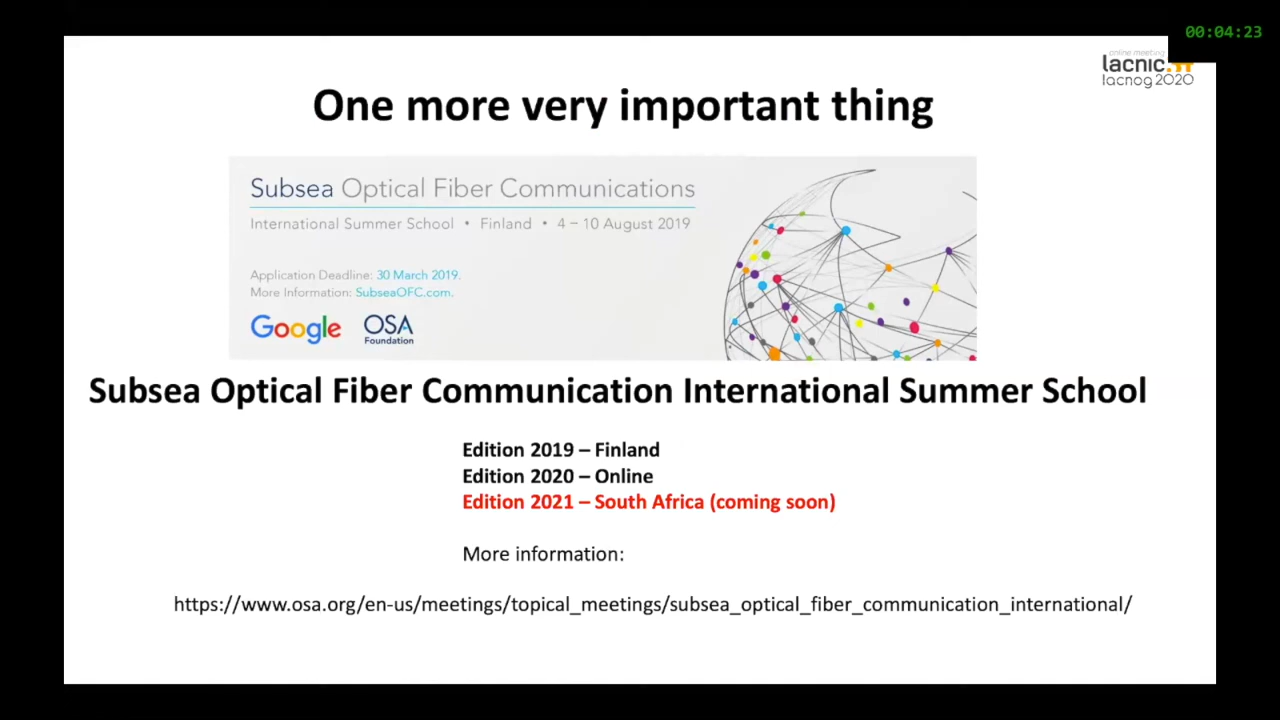 00:04:23
online meeting
lacnic
lacnog 2020
One more very important thing
Subsea Optical Fiber Communications
International Summer School • Finland • 4 – 10 August 2019
Application Deadline: 30 March 2019.
More Information: SubseaOFC.com.
Google OSA
Foundation
Subsea Optical Fiber Communication International Summer School
Edition 2019 – Finland
Edition 2020 – Online
Edition 2021 – South Africa (coming soon)
More information:
https://www.osa.org/en-us/meetings/topical_meetings/subsea_optical_fiber_communication_international/